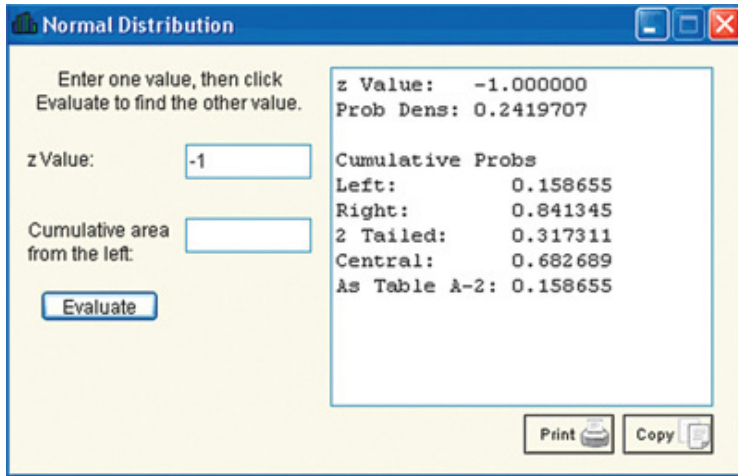 Normal Distribution
Enter one value, then click
Evaluate to find the other value.
z Value:
-1
Cumulative area
from the left:
Evaluate
z Value: -1.000000
Prob Dens: 0.2419707
Cumulative Probs
Left: 0.158655
Right: 0.841345
2 Tailed: 0.317311
Central: 0.682689
As Table A-2: 0.158655
Print
Copy